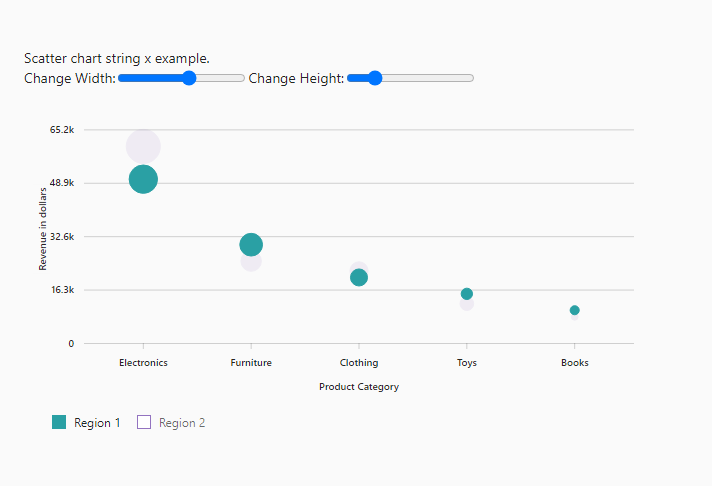 Scatter chart string x example.
Change Width: Change Height:
65.2k
48.9k
32.6k
16.3k
0
Revenue in dollars
Electronics Furniture Clothing Toys Books
Product Category
Region 1 Region 2